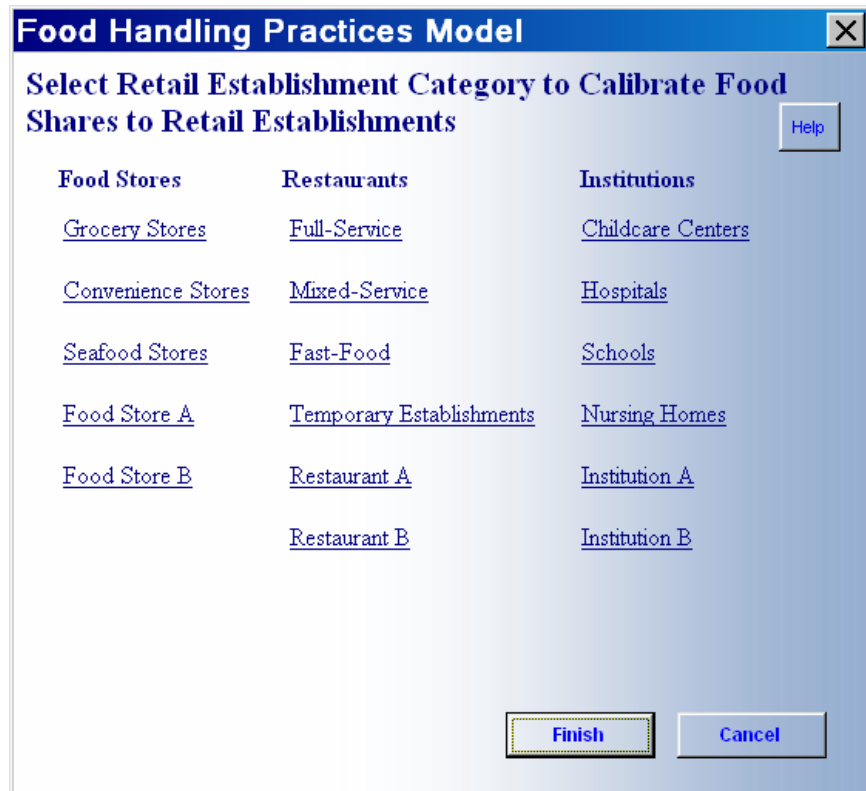 Food Handling Practices Model
Select Retail Establishment Category to Calibrate Food
Shares to Retail Establishments
Help
Food Stores
Restaurants
Institutions
Grocery Stores
Full-Service
Childcare Centers
Convenience Stores
Mixed-Service
Hospitals
Seafood Stores
Fast-Food
Schools
Food Store A
Temporary Establishments
Nursing Homes
Food Store B
Restaurant A
Institution A
Restaurant B
Institution B
Finish
Cancel